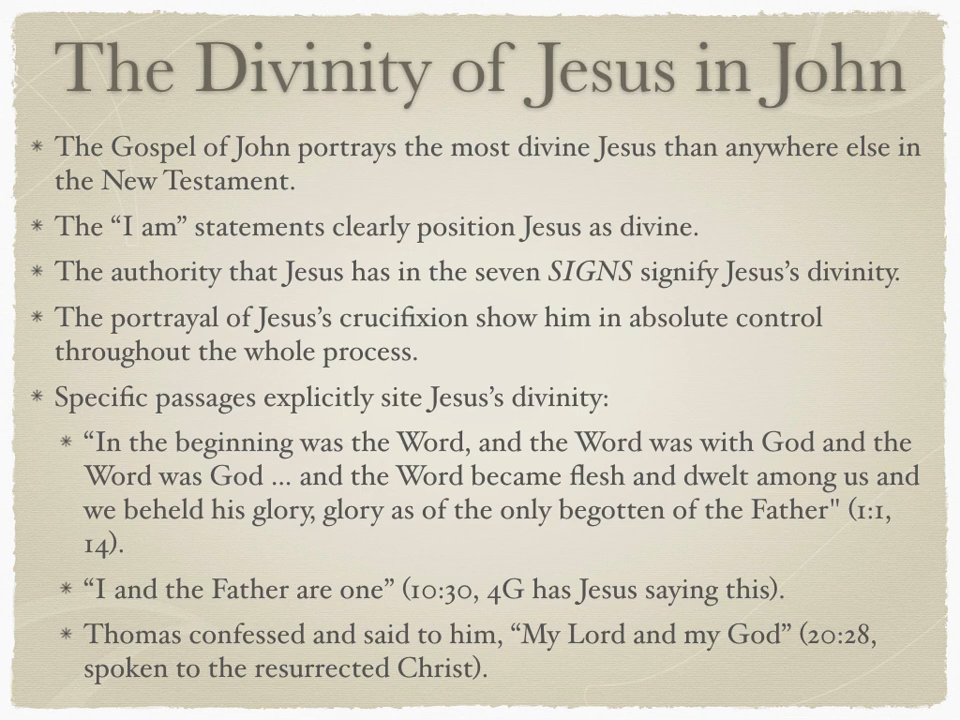 The Divinity of Jesus in John
* The Gospel of John portrays the most divine Jesus than anywhere else in
the New Testament.
* The “I am” statements clearly position Jesus as divine.
* The authority that Jesus has in the seven SIGNS signify Jesus’s divinity.
* The portrayal of Jesus’s crucifixion show him in absolute control
throughout the whole process.
* Specific passages explicitly site Jesus’s divinity:
* “In the beginning was the Word, and the Word was with God and the
Word was God ... and the Word became flesh and dwelt among us and
we beheld his glory, glory as of the only begotten of the Father" (1:1,
14).
* “I and the Father are one” (10:30, 4G has Jesus saying this).
* Thomas confessed and said to him, “My Lord and my God” (20:28,
spoken to the resurrected Christ).